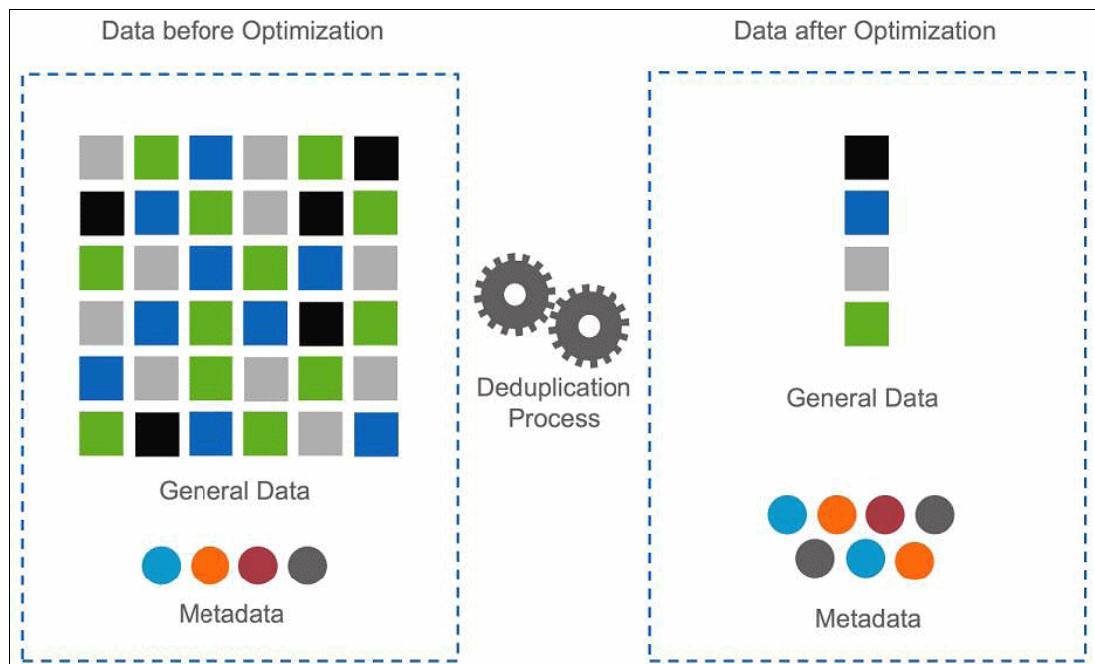 Data before Optimization
Data after Optimization
Deduplication
Process
General Data
General Data
Metadata
Metadata